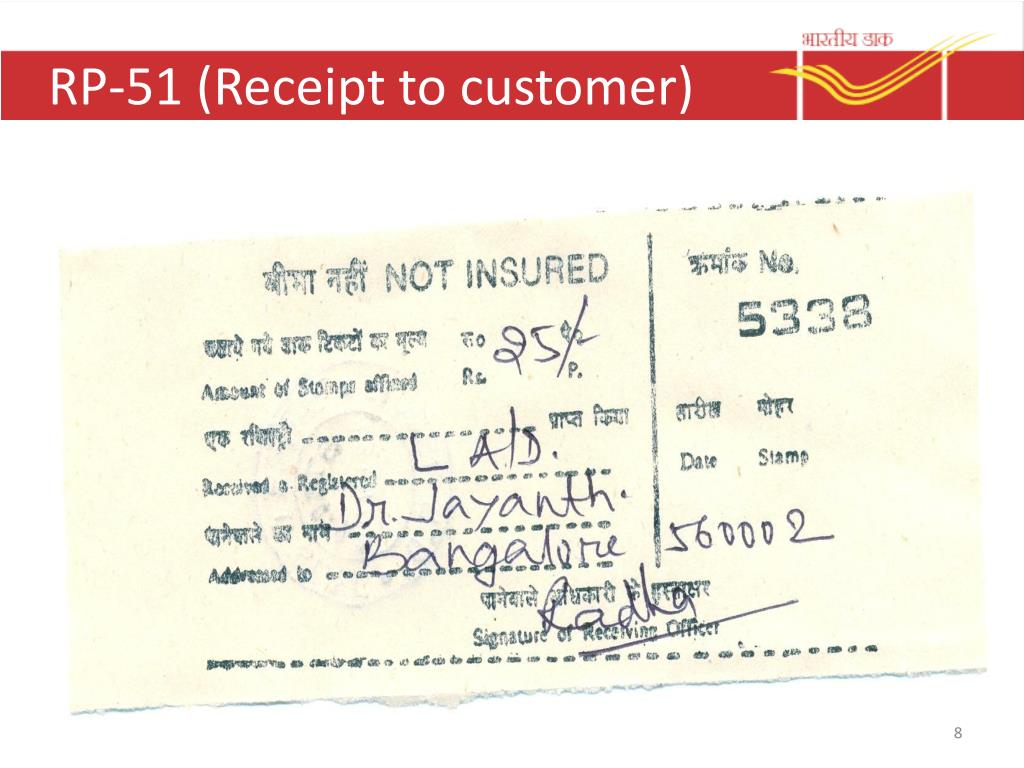 भारतीय डाक
RP-51 (Receipt to customer)
बीमा नहीं NOT INSURED
क्रमांक No.
5338
लगाये गये डाक टिकटों का मूल्य रु० 25/-
Amount of Stamps affixed Rs. P.
एक रजिस्ट्री प्राप्त किया
तारीख मोहर
L A/D.
Date Stamp
Received a Registered
Dr. Jayanth.
पानेवाले का नाम
Bangalore 560002
Addressed to
पानेवाले अधिकारी के हस्ताक्षर
Radha
Signature of Receiving Officer
8